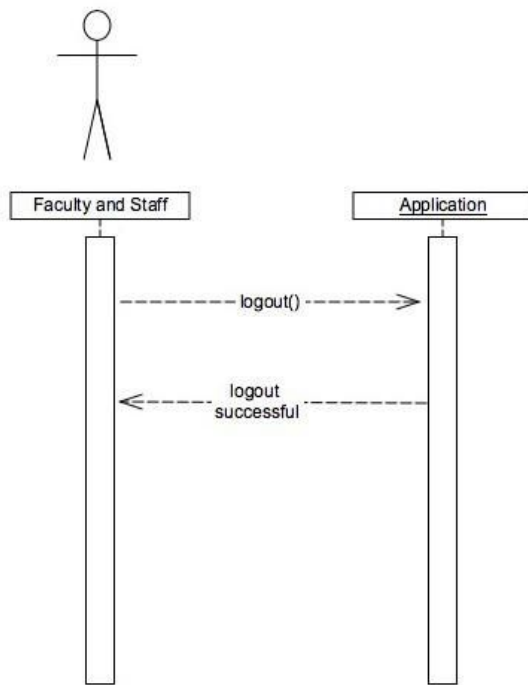 Faculty and Staff
Application
logout()
logout
successful